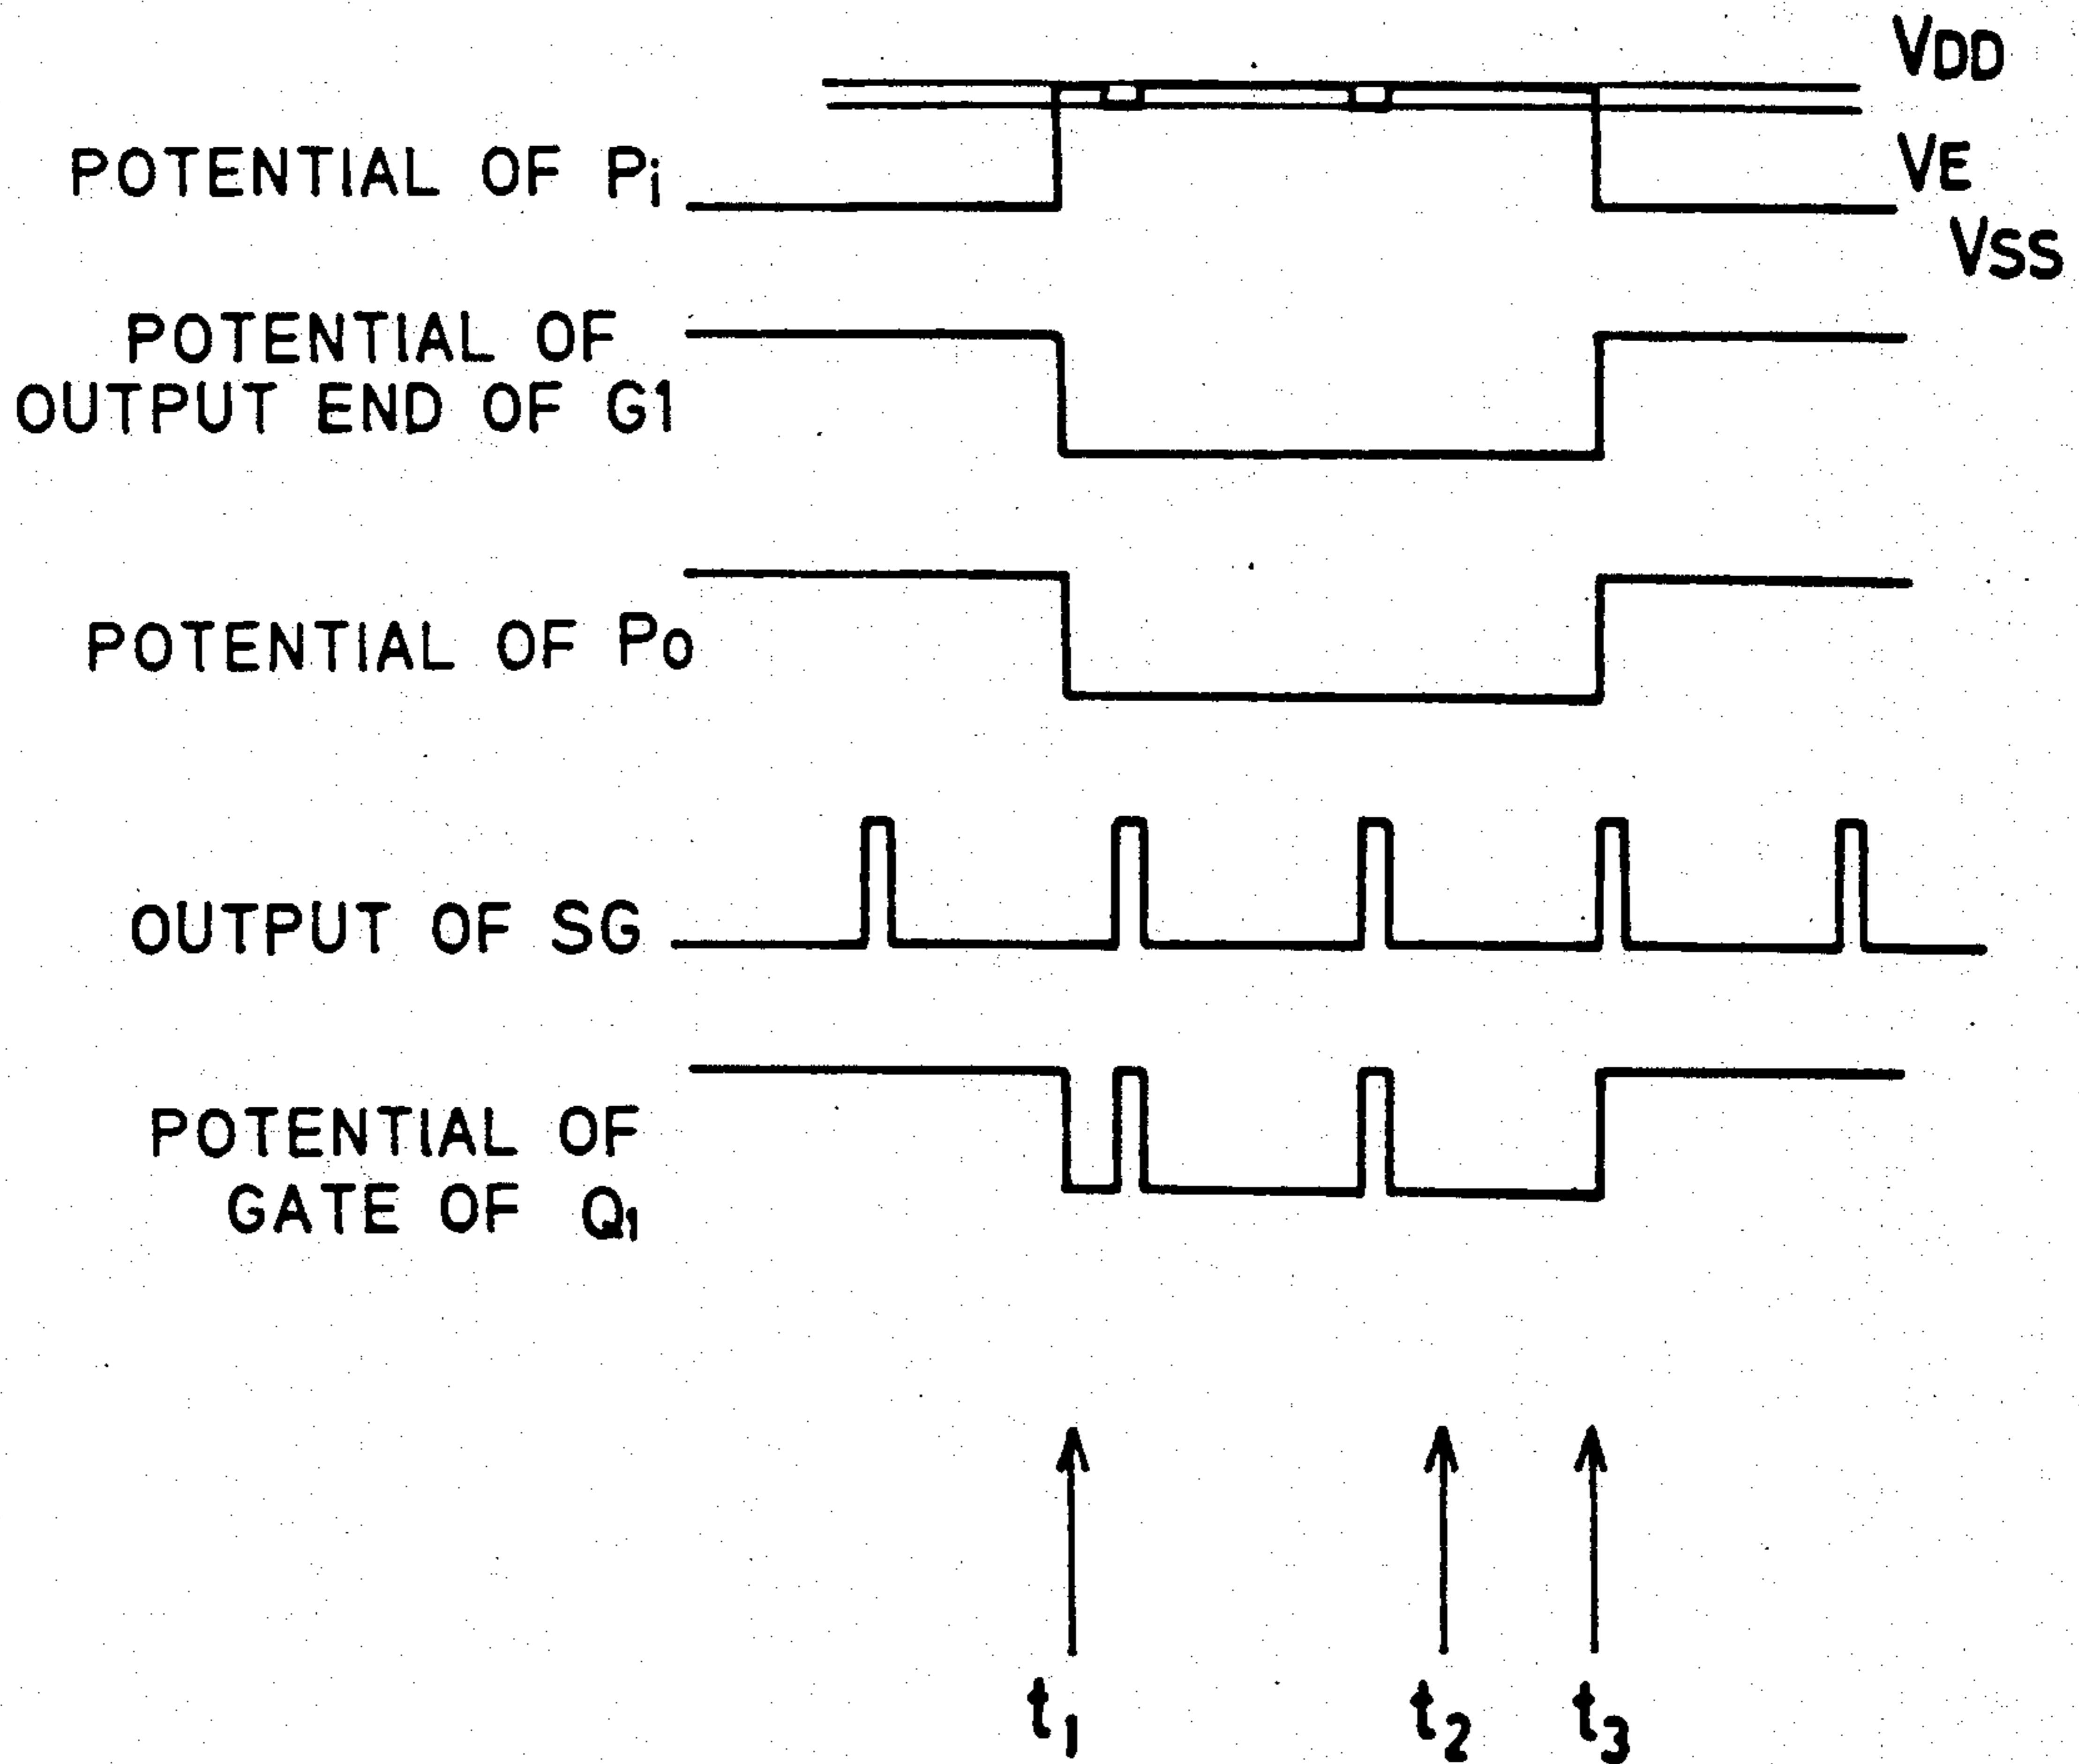 VDD
POTENTIAL OF Pi
VE
VSS
POTENTIAL OF
OUTPUT END OF G1
POTENTIAL OF Po
OUTPUT OF SG
POTENTIAL OF
GATE OF Q1
t1 t2 t3